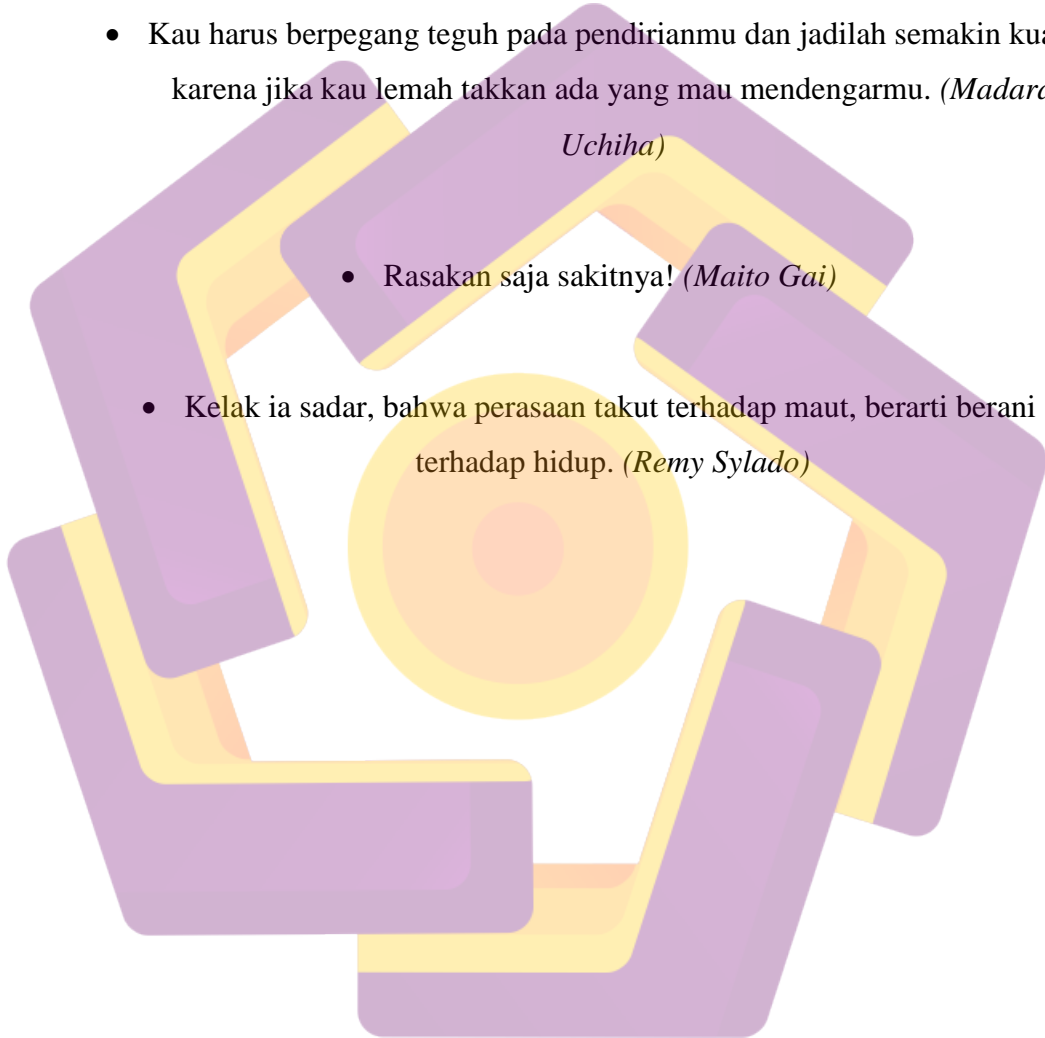 • Kau harus berpegang teguh pada pendirianmu dan jadilah semakin kua
karena jika kau lemah takkan ada yang mau mendengarmu. (Madara
Uchiha)
• Rasakan saja sakitnya! (Maito Gai)
• Kelak ia sadar, bahwa perasaan takut terhadap maut, berarti berani
terhadap hidup. (Remy Sylado)